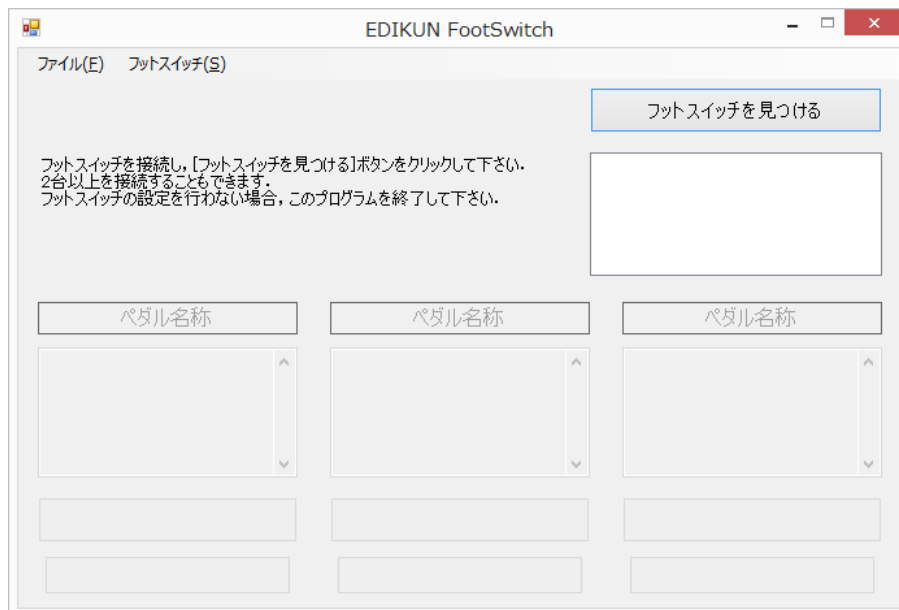 EDIKUN FootSwitch
ファイル(F) フットスイッチ(S)
フットスイッチを見つける
フットスイッチを接続し，[フットスイッチを見つける]ボタンをクリックして下さい．
2台以上を接続することもできます．
フットスイッチの設定を行わない場合，このプログラムを終了して下さい．
ペダル名称 ペダル名称 ペダル名称